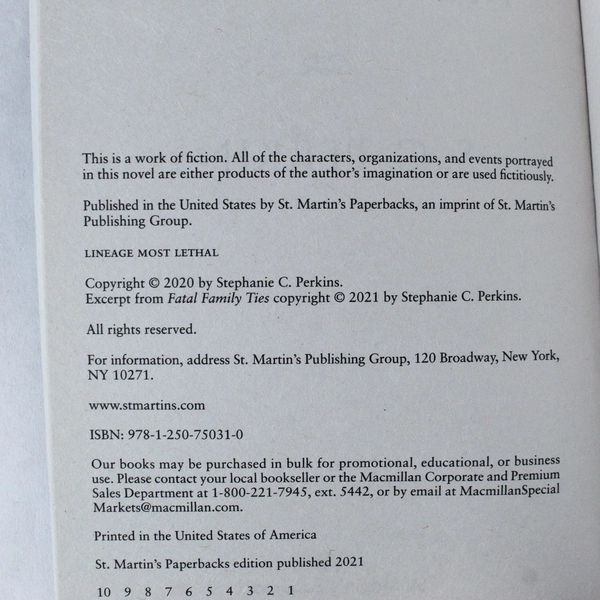 This is a work of fiction. All of the characters, organizations, and events portrayed
in this novel are either products of the author's imagination or are used fictitiously.
Published in the United States by St. Martin's Paperbacks, an imprint of St. Martin's
Publishing Group.
LINEAGE MOST LETHAL
Copyright © 2020 by Stephanie C. Perkins.
Excerpt from Fatal Family Ties copyright © 2021 by Stephanie C. Perkins.
All rights reserved.
For information, address St. Martin's Publishing Group, 120 Broadway, New York,
NY 10271.
www.stmartins.com
ISBN: 978-1-250-75031-0
Our books may be purchased in bulk for promotional, educational, or business
use. Please contact your local bookseller or the Macmillan Corporate and Premium
Sales Department at 1-800-221-7945, ext. 5442, or by email at MacmillanSpecial
Markets@macmillan.com.
Printed in the United States of America
St. Martin's Paperbacks edition published 2021
10 9 8 7 6 5 4 3 2 1